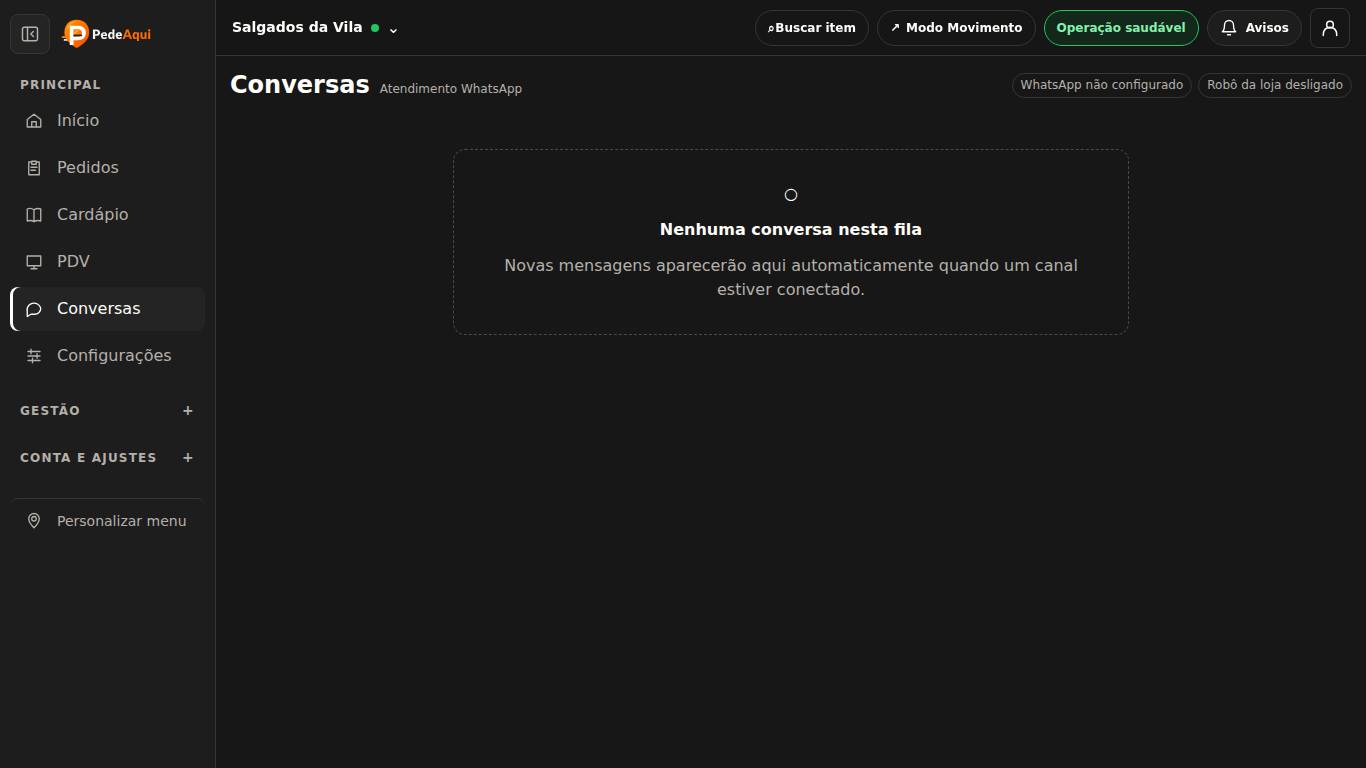 PedeAqui
Salgados da Vila
Buscar item
Modo Movimento
Operação saudável
Avisos
PRINCIPAL
Início
Pedidos
Cardápio
PDV
Conversas
Configurações
GESTÃO +
CONTA E AJUSTES +
Personalizar menu
Conversas Atendimento WhatsApp
WhatsApp não configurado
Robô da loja desligado
Nenhuma conversa nesta fila
Novas mensagens aparecerão aqui automaticamente quando um canal
estiver conectado.